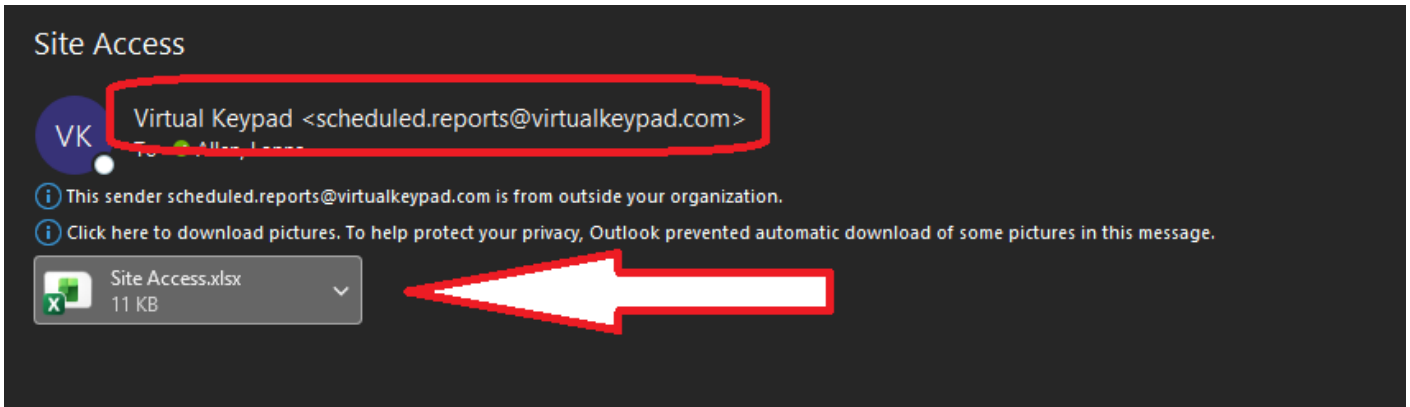 Site Access
VK
Virtual Keypad <scheduled.reports@virtualkeypad.com>
To
This sender scheduled.reports@virtualkeypad.com is from outside your organization.
Click here to download pictures. To help protect your privacy, Outlook prevented automatic download of some pictures in this message.
Site Access.xlsx
11 KB